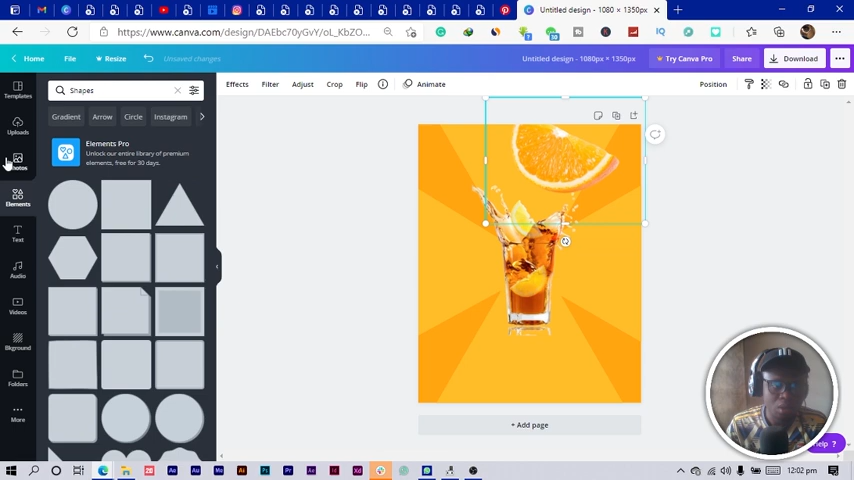 Untitled design - 1080 × 1350px
https://www.canva.com/design/DAEbc70yGvY/oL_KbZO...
Home
File
Resize
Unsaved changes
Untitled design - 1080px × 1350px
Try Canva Pro
Share
Download
Templates
Uploads
Elements
Text
Audio
Videos
Bkground
Folders
More
Shapes
Gradient
Arrow
Circle
Instagram
Elements Pro
Unlock our entire library of premium
elements, free for 30 days.
Effects
Filter
Adjust
Crop
Flip
Animate
Position
+ Add page
Help ?
12:02 pm